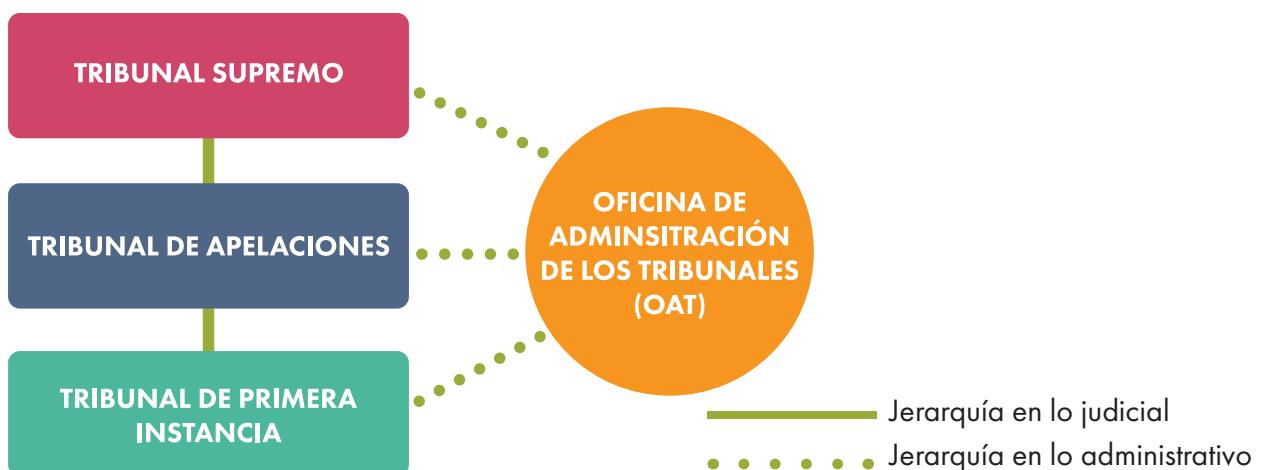 TRIBUNAL SUPREMO
TRIBUNAL DE APELACIONES
TRIBUNAL DE PRIMERA
INSTANCIA
OFICINA DE
ADMINSITRACIÓN
DE LOS TRIBUNALES
(OAT)
Jerarquía en lo judicial
Jerarquía en lo administrativo